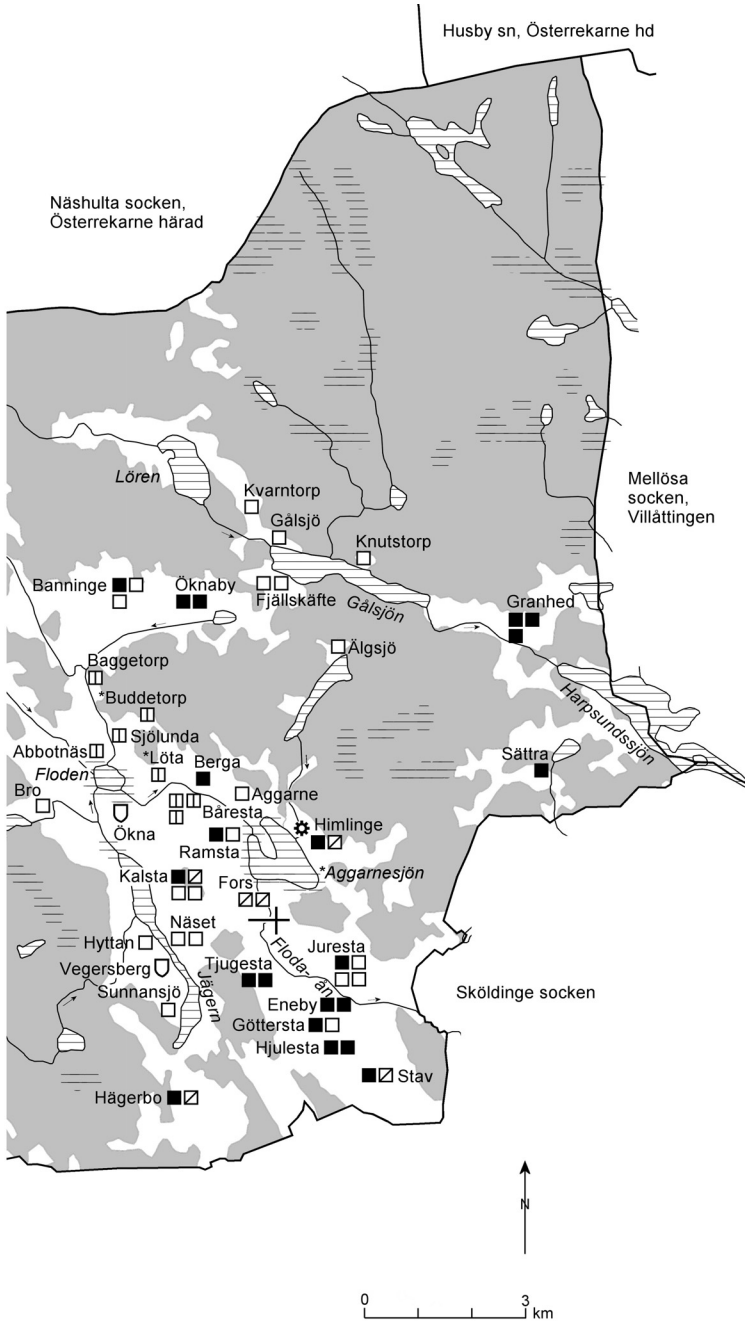 Husby sn, Österrekarne hd
Näshulta socken,
Österrekarne härad
Mellösa
socken,
Villåttingen
Lören
Kvarntorp
Gålsjö
Knutstorp
Banninge
Öknaby
Fjällskäfte
Gålsjön
Granhed
Älgsjö
Baggetorp
*Buddetorp
Harpsundssjön
Sjölunda
Abbotnäs
*Löta
Berga
Sättra
Floden
Bro
Aggarne
Ökna
Båresta
Himlinge
Ramsta
*Aggarnesjön
Kalsta
Fors
Näset
Hyttan
Juresta
Vegersberg
Tjugesta
Floda-ån
Jägern
Sunnansjö
Eneby
Sköldinge socken
Göttersta
Hjulesta
Stav
Hägerbo
N
0 3
km